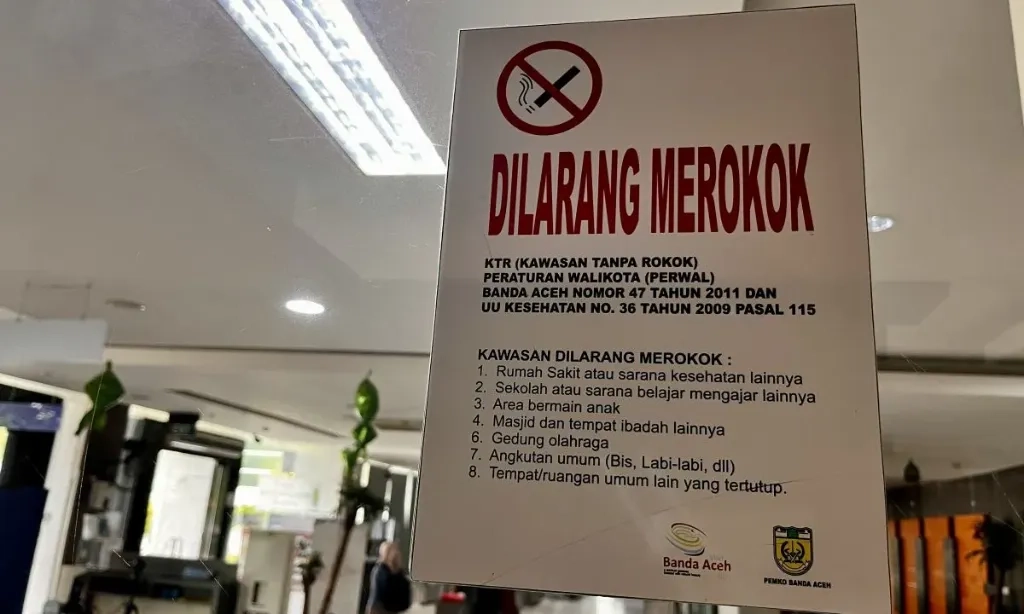 DILARANG MEROKOK
KTR (KAWASAN TANPA ROKOK)
PERATURAN WALIKOTA (PERWAL)
BANDA ACEH NOMOR 47 TAHUN 2011 DAN
UU KESEHATAN NO. 36 TAHUN 2009 PASAL 115
KAWASAN DILARANG MEROKOK :
1. Rumah Sakit atau sarana kesehatan lainnya
2. Sekolah atau sarana belajar mengajar lainnya
3. Area bermain anak
4. Masjid dan tempat ibadah lainnya
6. Gedung olahraga
7. Angkutan umum (Bis, Labi-labi, dll)
8. Tempat/ruangan umum lain yang tertutup.
Banda Aceh
PEMKO BANDA ACEH